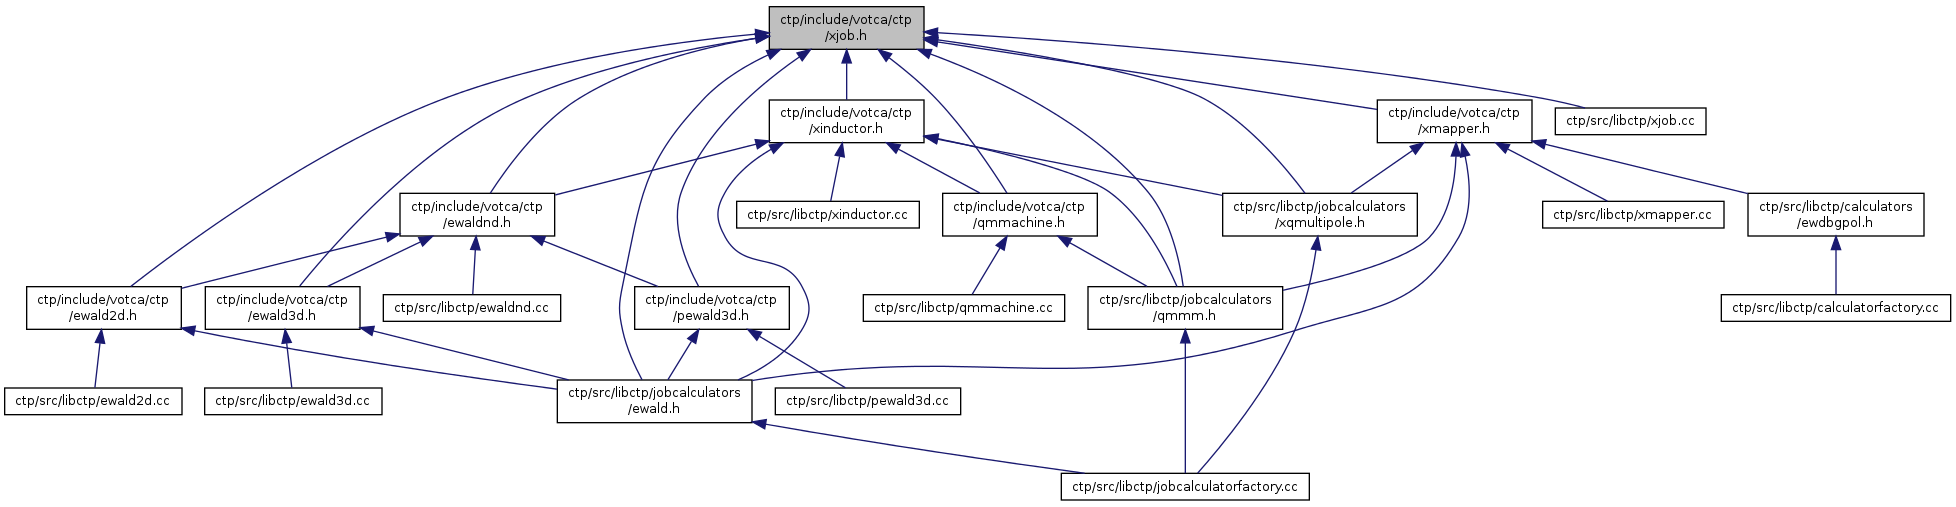 ctp/include/votca/ctp
/xjob.h
ctp/include/votca/ctp
/xinductor.h
ctp/include/votca/ctp
/xmapper.h
ctp/src/libctp/xjob.cc
ctp/include/votca/ctp
/ewaldnd.h
ctp/src/libctp/xinductor.cc
ctp/include/votca/ctp
/qmmachine.h
ctp/src/libctp/jobcalculators
/xqmultipole.h
ctp/src/libctp/xmapper.cc
ctp/src/libctp/calculators
/ewdbgpol.h
ctp/include/votca/ctp
/ewald2d.h
ctp/include/votca/ctp
/ewald3d.h
ctp/src/libctp/ewaldnd.cc
ctp/include/votca/ctp
/pewald3d.h
ctp/src/libctp/qmmachine.cc
ctp/src/libctp/jobcalculators
/qmmm.h
ctp/src/libctp/calculatorfactory.cc
ctp/src/libctp/ewald2d.cc
ctp/src/libctp/ewald3d.cc
ctp/src/libctp/jobcalculators
/ewald.h
ctp/src/libctp/pewald3d.cc
ctp/src/libctp/jobcalculatorfactory.cc